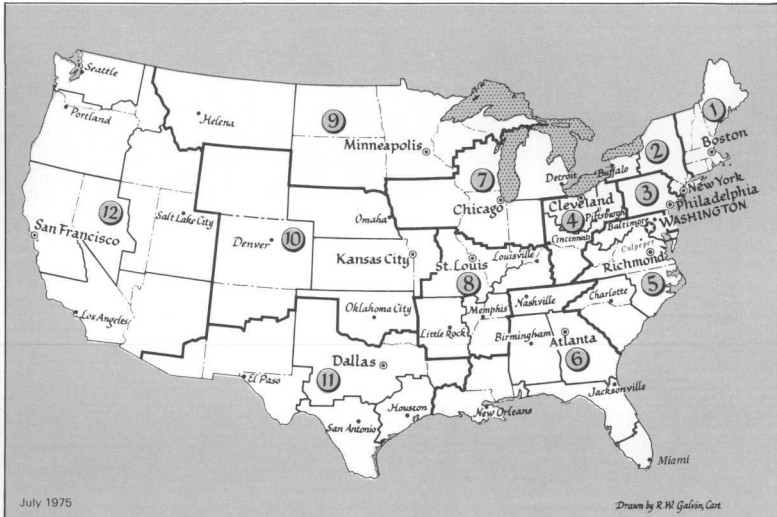 Seattle
Portland
Helena
9
Minneapolis
1
Boston
2
Buffalo
Detroit
7
Chicago
Cleveland
4
Pittsburgh
Cincinnati
3
New York
Philadelphia
Baltimore
WASHINGTON
Culpeper
Richmond
5
Charlotte
12
San Francisco
Salt Lake City
Denver
10
Omaha
Kansas City
St. Louis
8
Louisville
Los Angeles
Oklahoma City
Little Rock
Memphis
Nashville
Birmingham
Atlanta
6
Dallas
11
El Paso
Houston
San Antonio
New Orleans
Jacksonville
Miami
July 1975
Drawn by R.W. Galvin, Cart